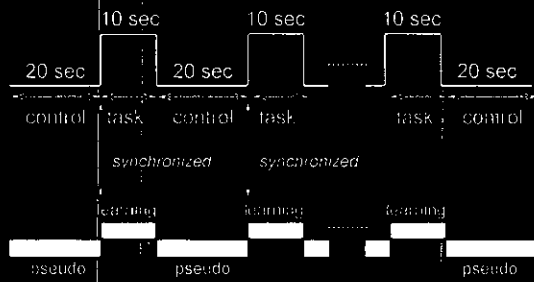 10 sec 10 sec 10 sec
20 sec 20 sec 20 sec
control task control task task control
synchronized synchronized
learning learning learning
pseudo pseudo pseudo